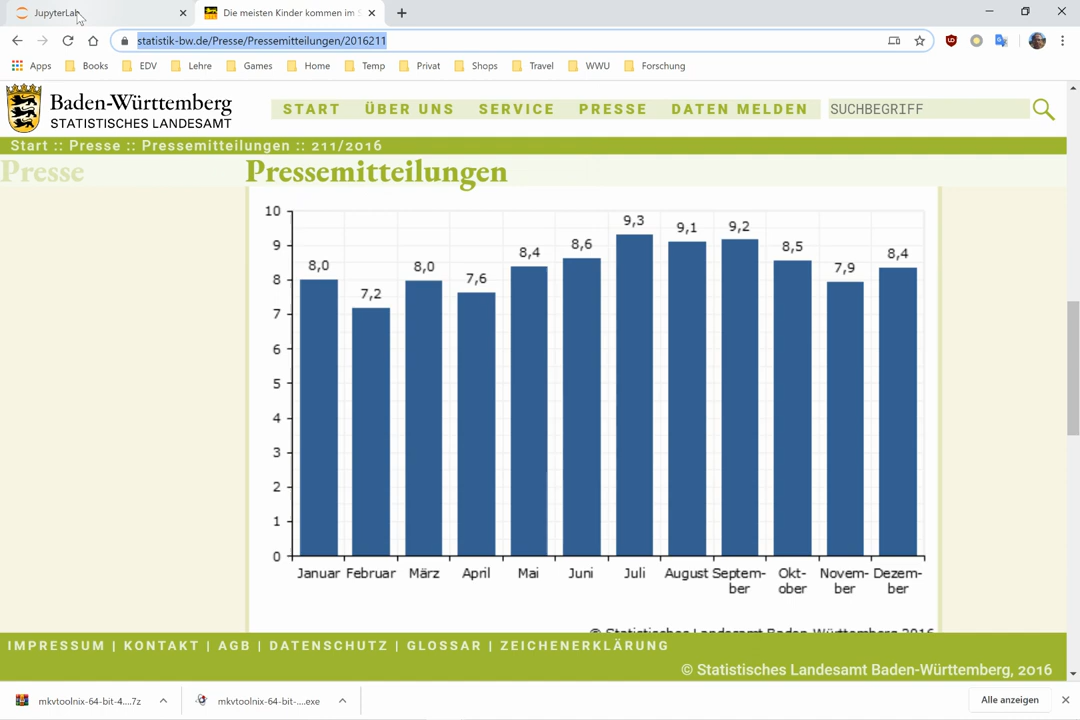 JupyterLab
Die meisten Kinder kommen im S
statistik-bw.de/Presse/Pressemitteilungen/2016211
Apps Books EDV Lehre Games Home Temp Privat Shops Travel WWU Forschung
Baden-Württemberg
STATISTISCHES LANDESAMT
START ÜBER UNS SERVICE PRESSE DATEN MELDEN SUCHBEGRIFF
Start :: Presse :: Pressemitteilungen :: 211/2016
Presse
Pressemitteilungen
10
9
8
7
6
5
4
3
2
1
0
8,0 7,2 8,0 7,6 8,4 8,6 9,3 9,1 9,2 8,5 7,9 8,4
Januar Februar März April Mai Juni Juli August Septem- Okt- Novem- Dezem-
ber ober ber ber
© Statistisches Landesamt Baden-Württemberg 2016
IMPRESSUM | KONTAKT | AGB | DATENSCHUTZ | GLOSSAR | ZEICHENERKLÄRUNG
© Statistisches Landesamt Baden-Württemberg, 2016
mkvtoolnix-64-bit-4....7z
mkvtoolnix-64-bit-....exe
Alle anzeigen